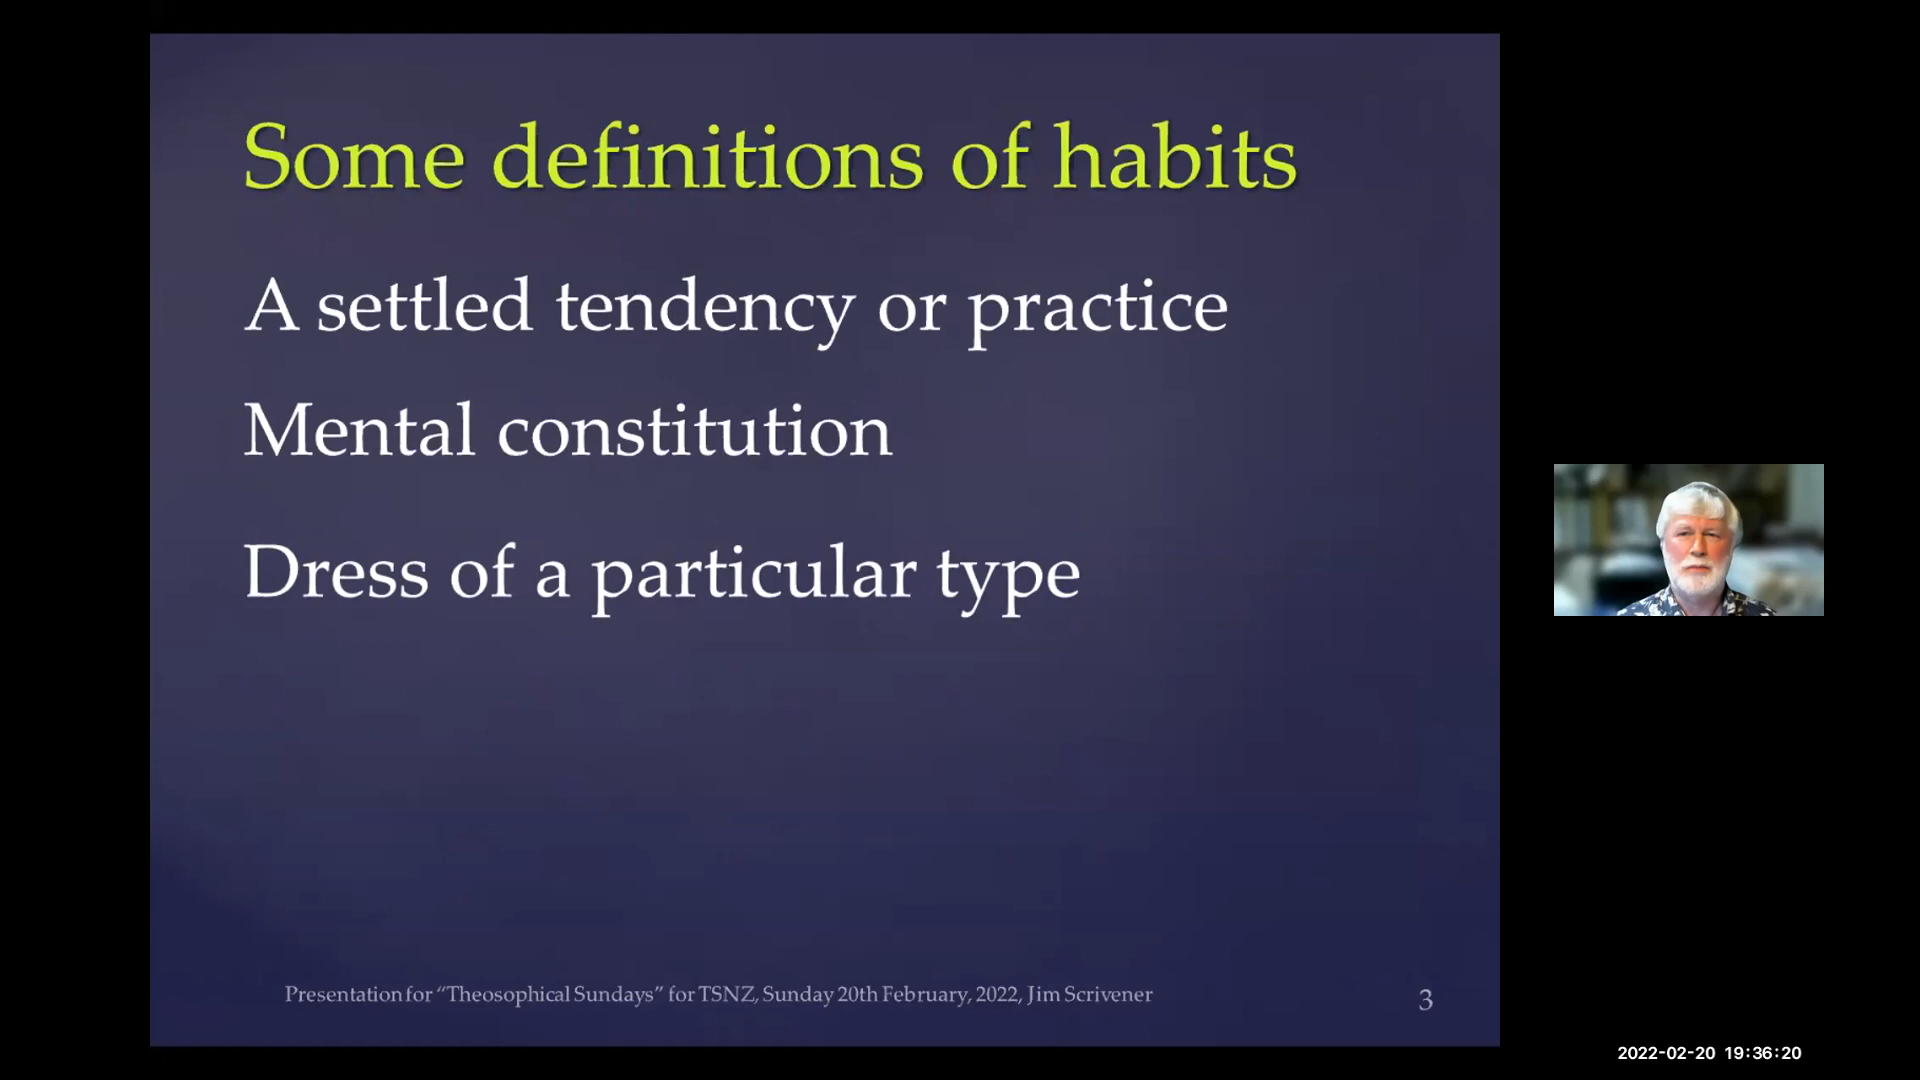 Some definitions of habits
A settled tendency or practice
Mental constitution
Dress of a particular type
Presentation for “Theosophical Sundays” for TSNZ, Sunday 20th February, 2022, Jim Scrivener
3
2022-02-20 19:36:20